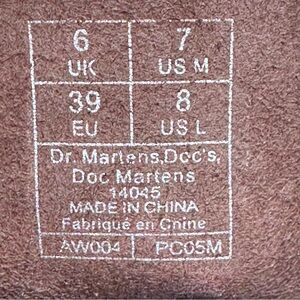 6 7
UK US M
39 8
EU US L
Dr. Martens,Doc's,
Doc Martens
14045
MADE IN CHINA
Fabriqué en Chine
AW004 PC05M